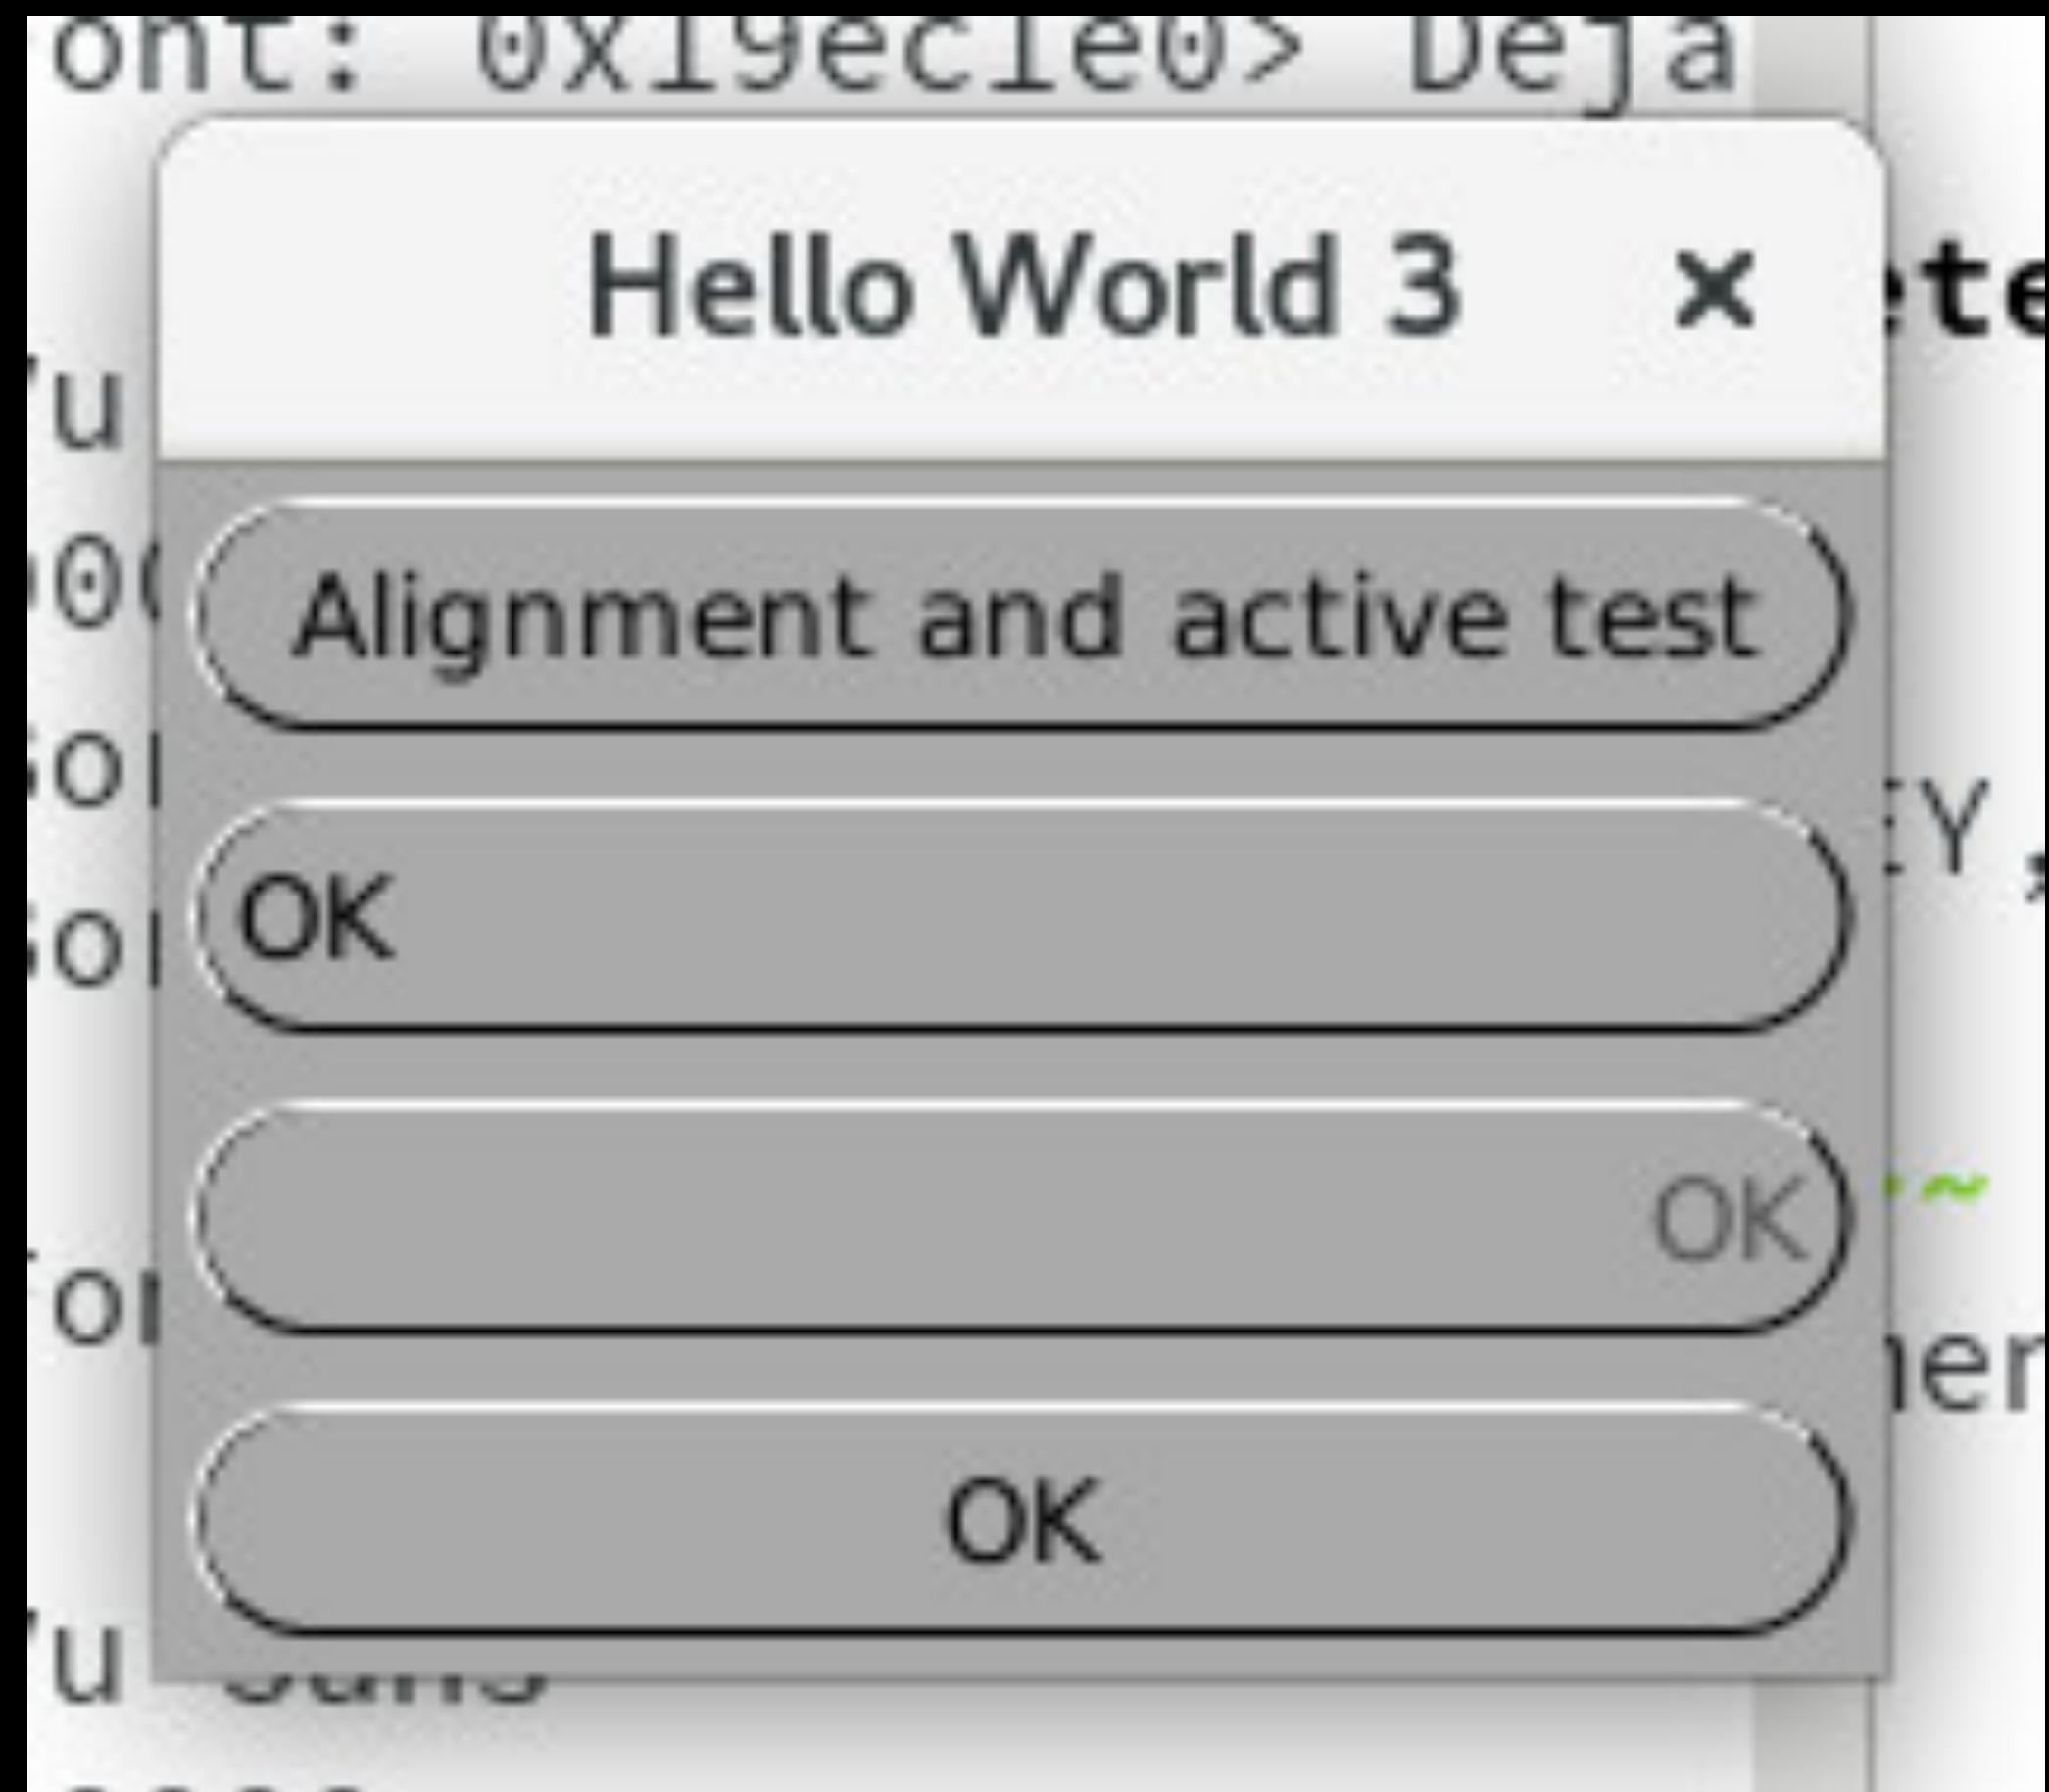 ont: 0x19ec1e0> Deja
Hello World 3 ×
Alignment and active test
OK
OK
OK